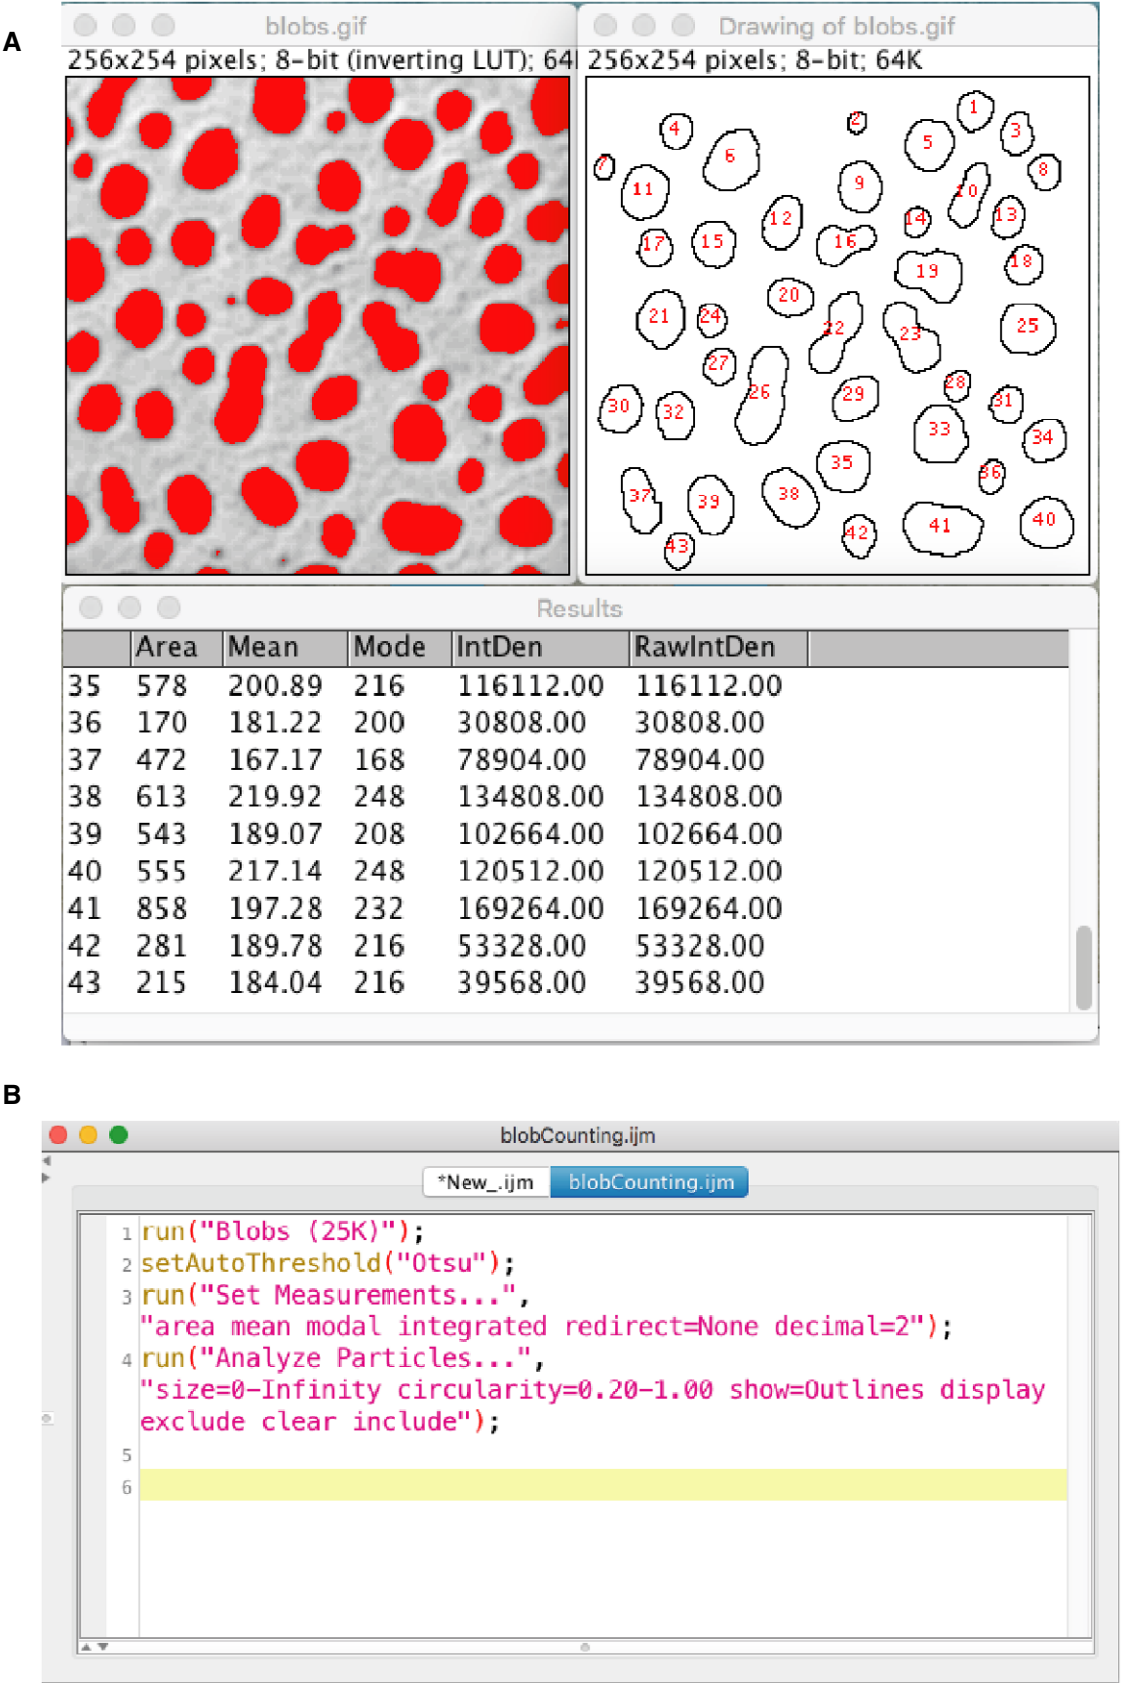 A
blobs.gif
256x254 pixels; 8-bit (inverting LUT); 64
Drawing of blobs.gif
256x254 pixels; 8-bit; 64K
1
2
3
4
5
6
7
8
9
10
11
12
13
14
15
16
17
18
19
20
21
22
23
24
25
26
27
28
29
30
31
32
33
34
35
36
37
38
39
40
41
42
43
Results
Area Mean Mode IntDen RawIntDen
35 578 200.89 216 116112.00 116112.00
36 170 181.22 200 30808.00 30808.00
37 472 167.17 168 78904.00 78904.00
38 613 219.92 248 134808.00 134808.00
39 543 189.07 208 102664.00 102664.00
40 555 217.14 248 120512.00 120512.00
41 858 197.28 232 169264.00 169264.00
42 281 189.78 216 53328.00 53328.00
43 215 184.04 216 39568.00 39568.00
B
blobCounting.ijm
*New_.ijm blobCounting.ijm
1 run("Blobs (25K)");
2 setAutoThreshold("Otsu");
3 run("Set Measurements...",
"area mean modal integrated redirect=None decimal=2");
4 run("Analyze Particles...",
"size=0-Infinity circularity=0.20-1.00 show=Outlines display
exclude clear include");
5
6